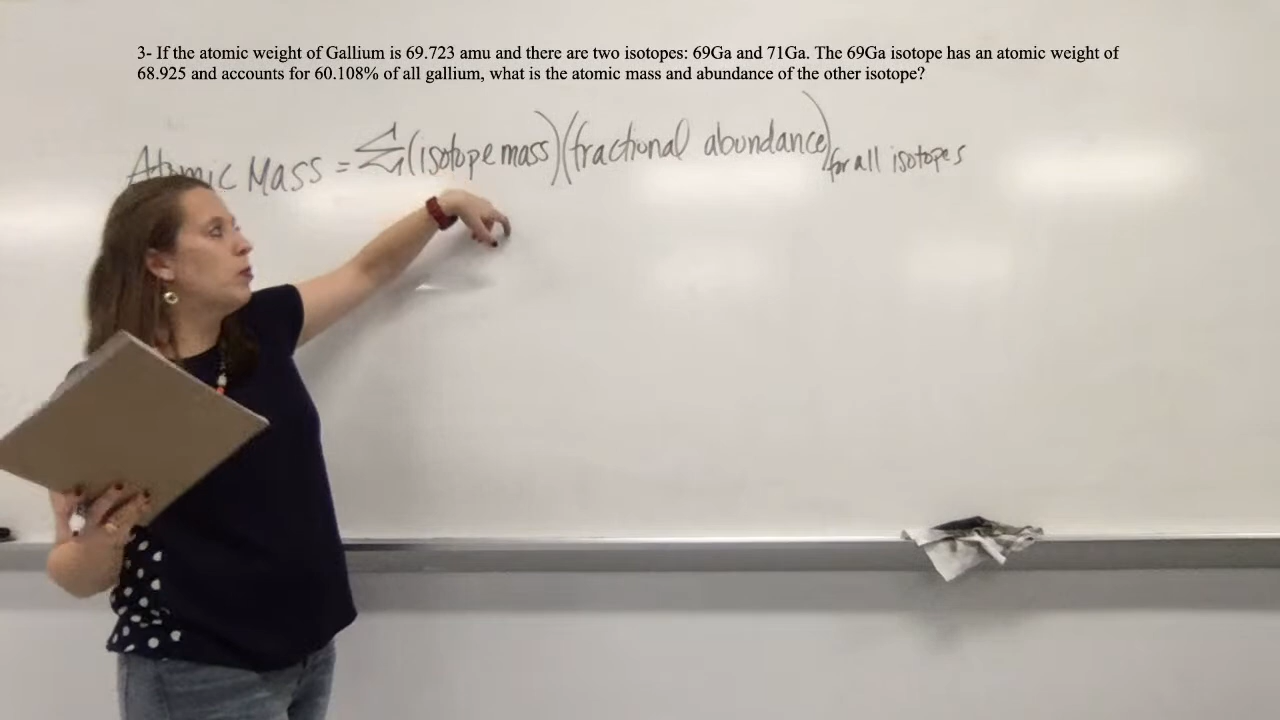 3- If the atomic weight of Gallium is 69.723 amu and there are two isotopes: 69Ga and 71Ga. The 69Ga isotope has an atomic weight of
68.925 and accounts for 60.108% of all gallium, what is the atomic mass and abundance of the other isotope?
Atomic Mass = Σ(isotope mass)(fractional abundance) for all isotopes